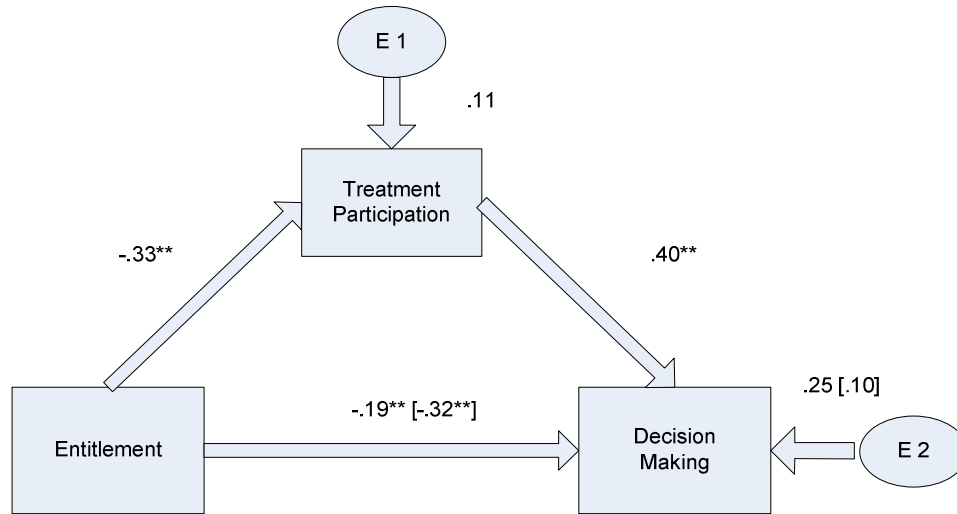 E 1
.11
Treatment
Participation
-.33**
.40**
-.19** [-.32**]
.25 [.10]
Entitlement
Decision
Making
E 2